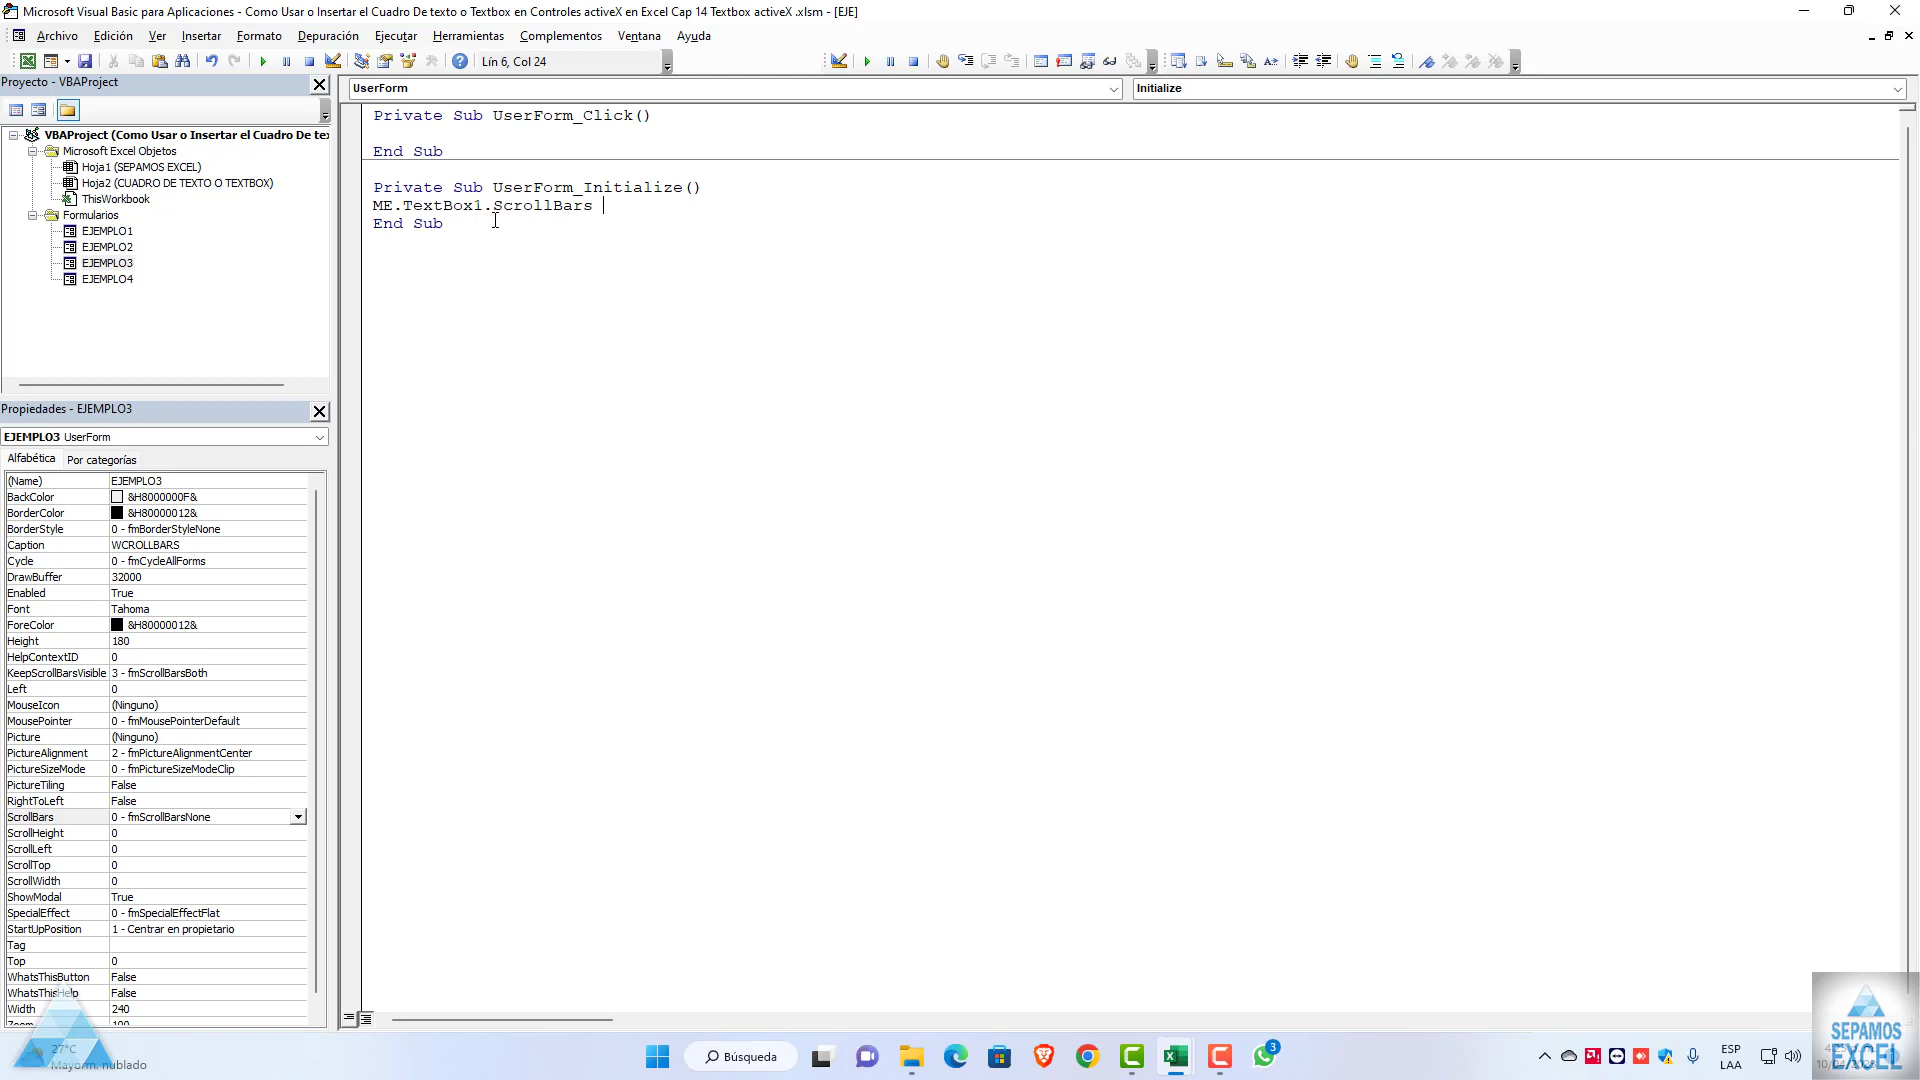 Microsoft Visual Basic para Aplicaciones - Como Usar o Insertar el Cuadro De texto o Textbox en Controles activeX en Excel Cap 14 Textbox activeX .xlsm - [EJE]
Archivo Edición Ver Insertar Formato Depuración Ejecutar Herramientas Complementos Ventana Ayuda
Lín 6, Col 24
Proyecto - VBAProject
VBAProject (Como Usar o Insertar el Cuadro De tex
Microsoft Excel Objetos
Hoja1 (SEPAMOS EXCEL)
Hoja2 (CUADRO DE TEXTO O TEXTBOX)
ThisWorkbook
Formularios
EJEMPLO1
EJEMPLO2
EJEMPLO3
EJEMPLO4
UserForm
Initialize
Private Sub UserForm_Click()
End Sub
Private Sub UserForm_Initialize()
ME.TextBox1.ScrollBars
End Sub
Propiedades - EJEMPLO3
EJEMPLO3 UserForm
Alfabética Por categorías
(Name) EJEMPLO3
BackColor &H8000000F&
BorderColor &H80000012&
BorderStyle 0 - fmBorderStyleNone
Caption WCROLLBARS
Cycle 0 - fmCycleAllForms
DrawBuffer 32000
Enabled True
Font Tahoma
ForeColor &H80000012&
Height 180
HelpContextID 0
KeepScrollBarsVisible 3 - fmScrollBarsBoth
Left 0
MouseIcon (Ninguno)
MousePointer 0 - fmMousePointerDefault
Picture (Ninguno)
PictureAlignment 2 - fmPictureAlignmentCenter
PictureSizeMode 0 - fmPictureSizeModeClip
PictureTiling False
RightToLeft False
ScrollBars 0 - fmScrollBarsNone
ScrollHeight 0
ScrollLeft 0
ScrollTop 0
ScrollWidth 0
ShowModal True
SpecialEffect 0 - fmSpecialEffectFlat
StartUpPosition 1 - Centrar en propietario
Tag
Top 0
WhatsThisButton False
WhatsThisHelp False
Width 240
Zoom 100
27°C
Mayorm. nublado
Búsqueda
3
ESP
LAA
SEPAMOS
EXCEL